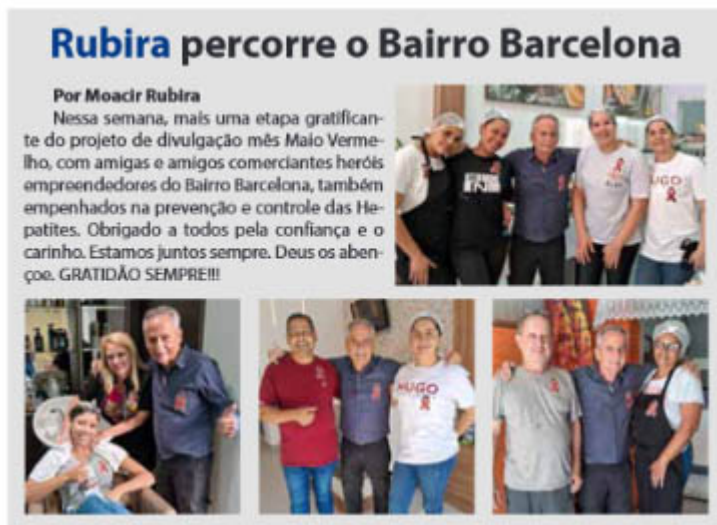 Rubira percorre o Bairro Barcelona
Por Moacir Rubira
Nessa semana, mais uma etapa gratifican-
te do projeto de divulgação mês Maio Verme-
lho, com amigas e amigos comerciantes heróis
empreendedores do Bairro Barcelona, também
empenhados na prevenção e controle das He-
patites. Obrigado a todos pela confiança e o
carinho. Estamos juntos sempre. Deus os aben-
çoe. GRATIDÃO SEMPRE!!!
HUGO
HUGO